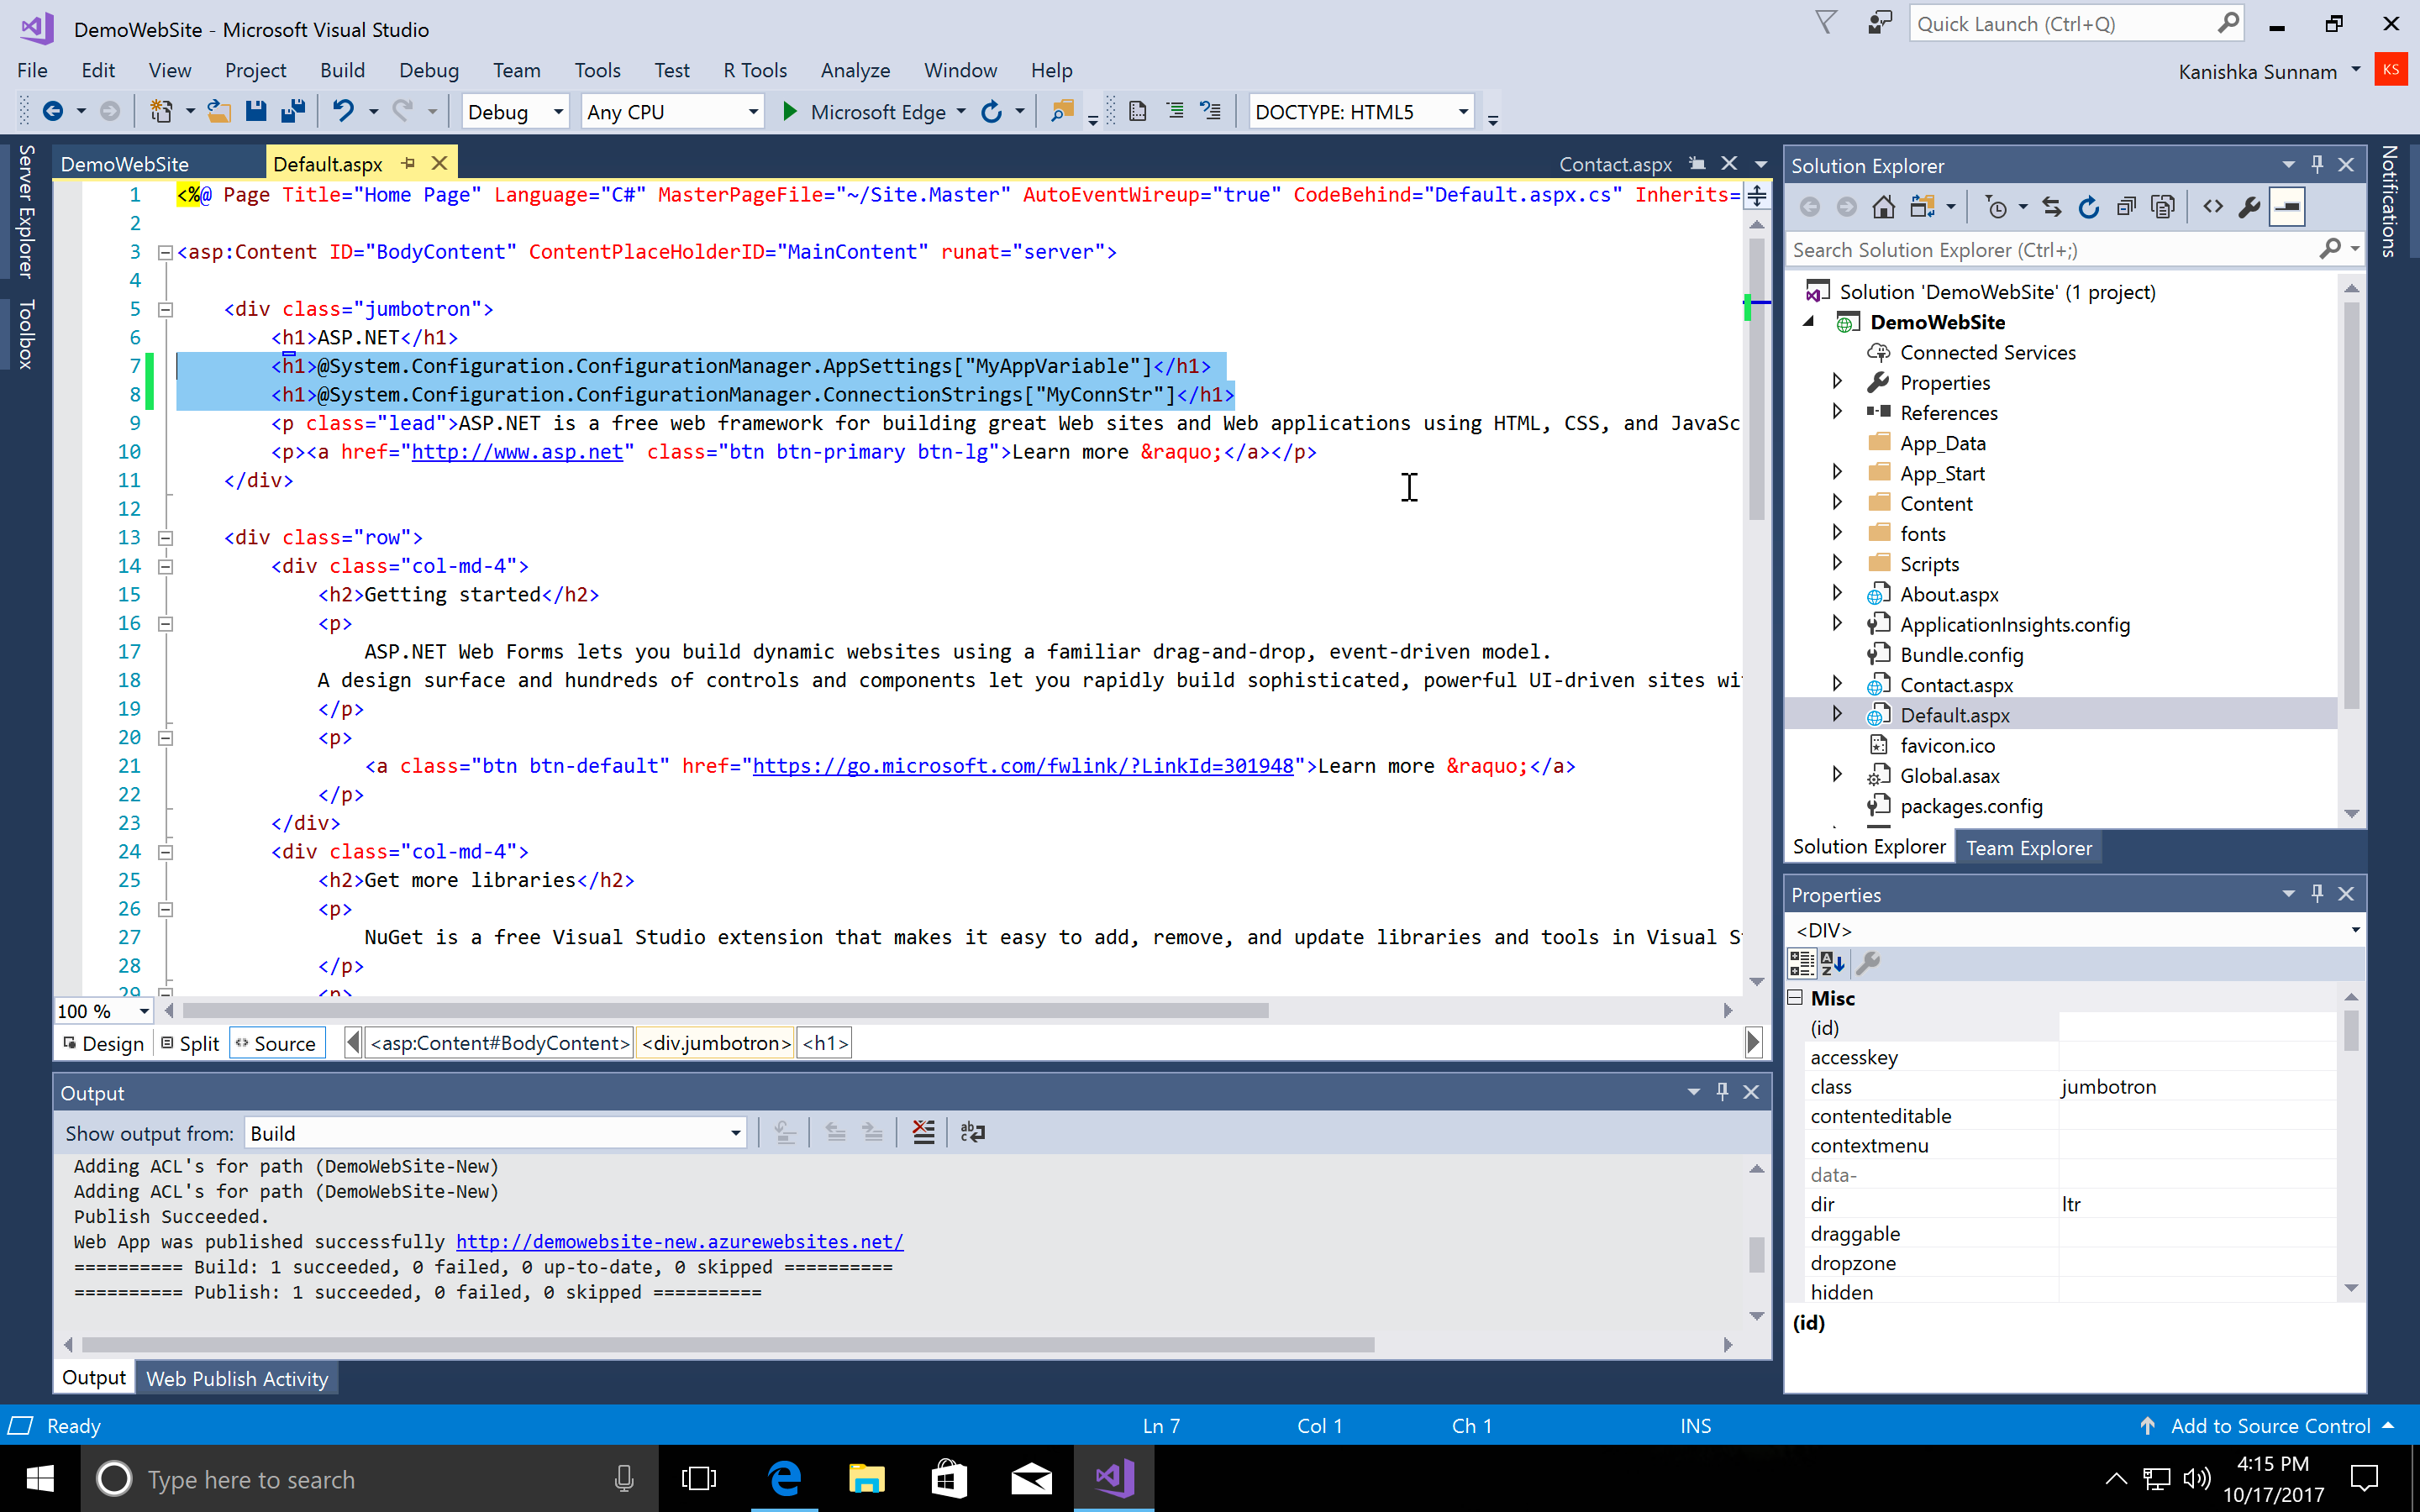 DemoWebSite - Microsoft Visual Studio
Quick Launch (Ctrl+Q)
File Edit View Project Build Debug Team Tools Test R Tools Analyze Window Help
Kanishka Sunnam KS
Debug Any CPU Microsoft Edge DOCTYPE: HTML5
Server Explorer
Toolbox
DemoWebSite Default.aspx Contact.aspx
1 <%@ Page Title="Home Page" Language="C#" MasterPageFile="~/Site.Master" AutoEventWireup="true" CodeBehind="Default.aspx.cs" Inherits=
2
3 <asp:Content ID="BodyContent" ContentPlaceHolderID="MainContent" runat="server">
4
5 <div class="jumbotron">
6 <h1>ASP.NET</h1>
7 <h1>@System.Configuration.ConfigurationManager.AppSettings["MyAppVariable"]</h1>
8 <h1>@System.Configuration.ConfigurationManager.ConnectionStrings["MyConnStr"]</h1>
9 <p class="lead">ASP.NET is a free web framework for building great Web sites and Web applications using HTML, CSS, and JavaSc
10 <p><a href="http://www.asp.net" class="btn btn-primary btn-lg">Learn more &raquo;</a></p>
11 </div>
12
13 <div class="row">
14 <div class="col-md-4">
15 <h2>Getting started</h2>
16 <p>
17 ASP.NET Web Forms lets you build dynamic websites using a familiar drag-and-drop, event-driven model.
18 A design surface and hundreds of controls and components let you rapidly build sophisticated, powerful UI-driven sites wi
19 </p>
20 <p>
21 <a class="btn btn-default" href="https://go.microsoft.com/fwlink/?LinkId=301948">Learn more &raquo;</a>
22 </p>
23 </div>
24 <div class="col-md-4">
25 <h2>Get more libraries</h2>
26 <p>
27 NuGet is a free Visual Studio extension that makes it easy to add, remove, and update libraries and tools in Visual S
28 </p>
29 <p>
100 %
Design Split Source <asp:Content#BodyContent> <div.jumbotron> <h1>
Output
Show output from: Build
Adding ACL's for path (DemoWebSite-New)
Adding ACL's for path (DemoWebSite-New)
Publish Succeeded.
Web App was published successfully http://demowebsite-new.azurewebsites.net/
========== Build: 1 succeeded, 0 failed, 0 up-to-date, 0 skipped ==========
========== Publish: 1 succeeded, 0 failed, 0 skipped ==========
Output Web Publish Activity
Solution Explorer
Search Solution Explorer (Ctrl+;)
Solution 'DemoWebSite' (1 project)
DemoWebSite
Connected Services
Properties
References
App_Data
App_Start
Content
fonts
Scripts
About.aspx
ApplicationInsights.config
Bundle.config
Contact.aspx
Default.aspx
favicon.ico
Global.asax
packages.config
Solution Explorer Team Explorer
Properties
<DIV>
Misc
(id)
accesskey
class jumbotron
contenteditable
contextmenu
data-
dir ltr
draggable
dropzone
hidden
(id)
Notifications
Ready Ln 7 Col 1 Ch 1 INS Add to Source Control
Type here to search
4:15 PM
10/17/2017